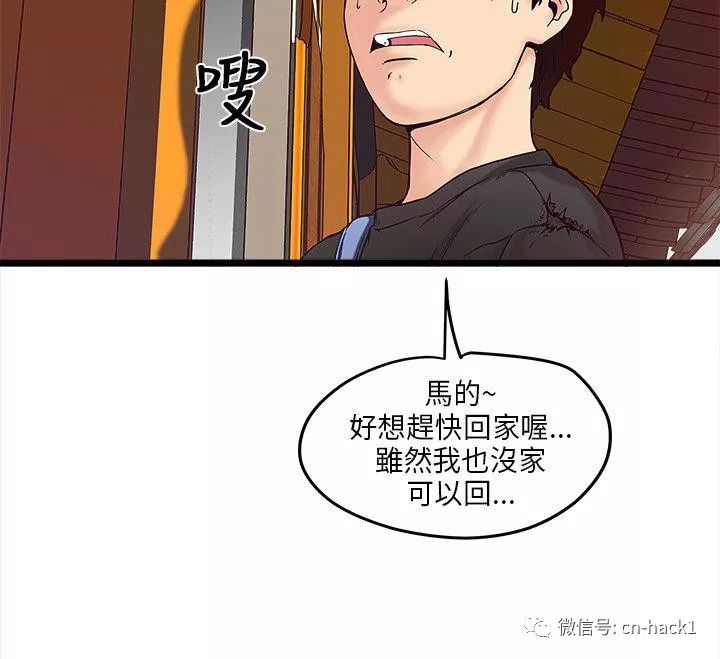 嗖
馬的~
好想趕快回家喔...
雖然我也沒家
可以回...
微信号: cn-hack1